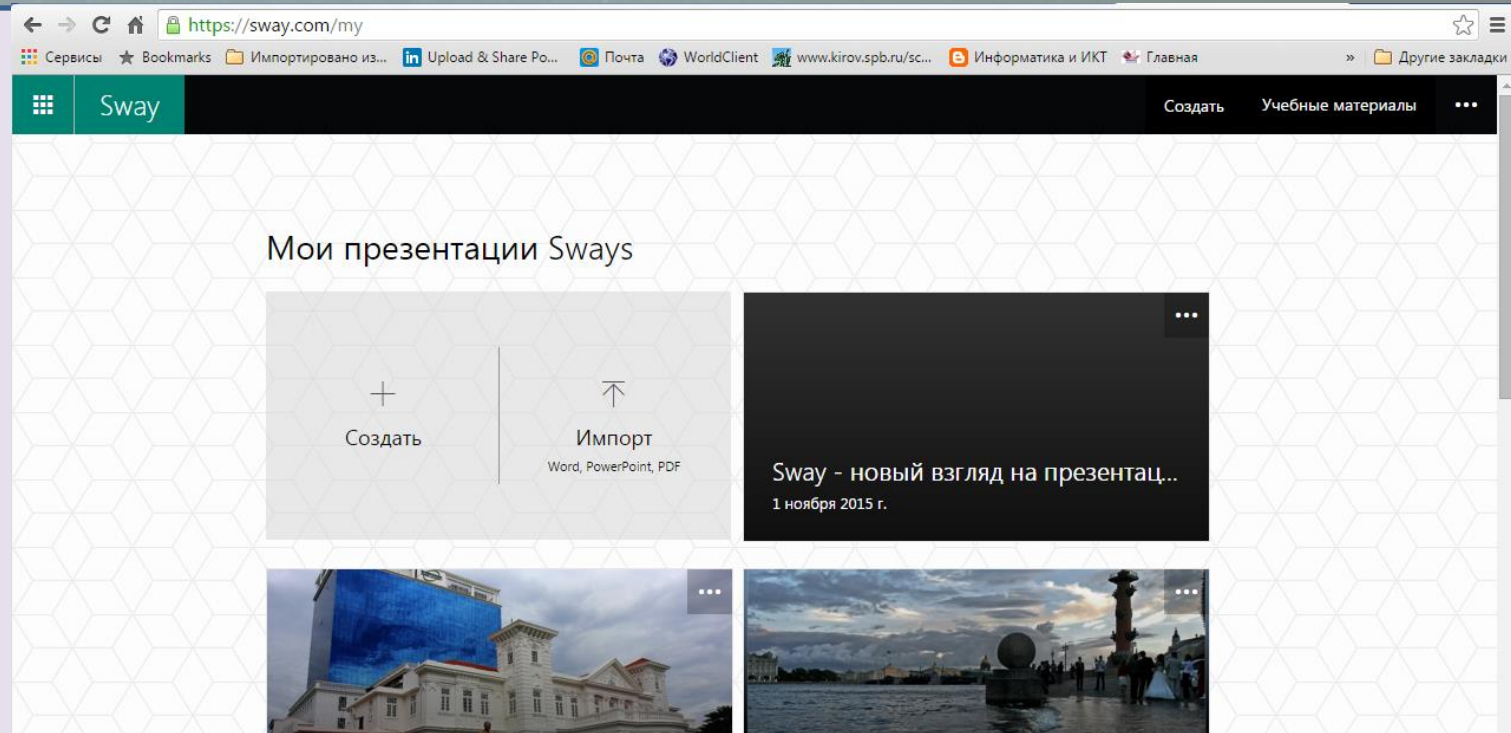 https://sway.com/my
Сервисы Bookmarks Импортировано из... Upload & Share Po... Почта WorldClient www.kirov.spb.ru/sc... Информатика и ИКТ Главная » Другие закладки
Sway Создать Учебные материалы
Мои презентации Sways
Создать Импорт
Word, PowerPoint, PDF
Sway - новый взгляд на презентац...
1 ноября 2015 г.